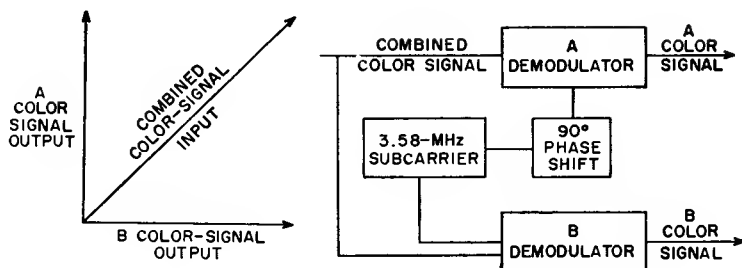 A
COLOR
SIGNAL
OUTPUT
COMBINED
COLOR-SIGNAL
INPUT
B COLOR-SIGNAL
OUTPUT
COMBINED
COLOR SIGNAL
A
DEMODULATOR
A
COLOR
SIGNAL
3.58-MHz
SUBCARRIER
90°
PHASE
SHIFT
B
DEMODULATOR
B
COLOR
SIGNAL